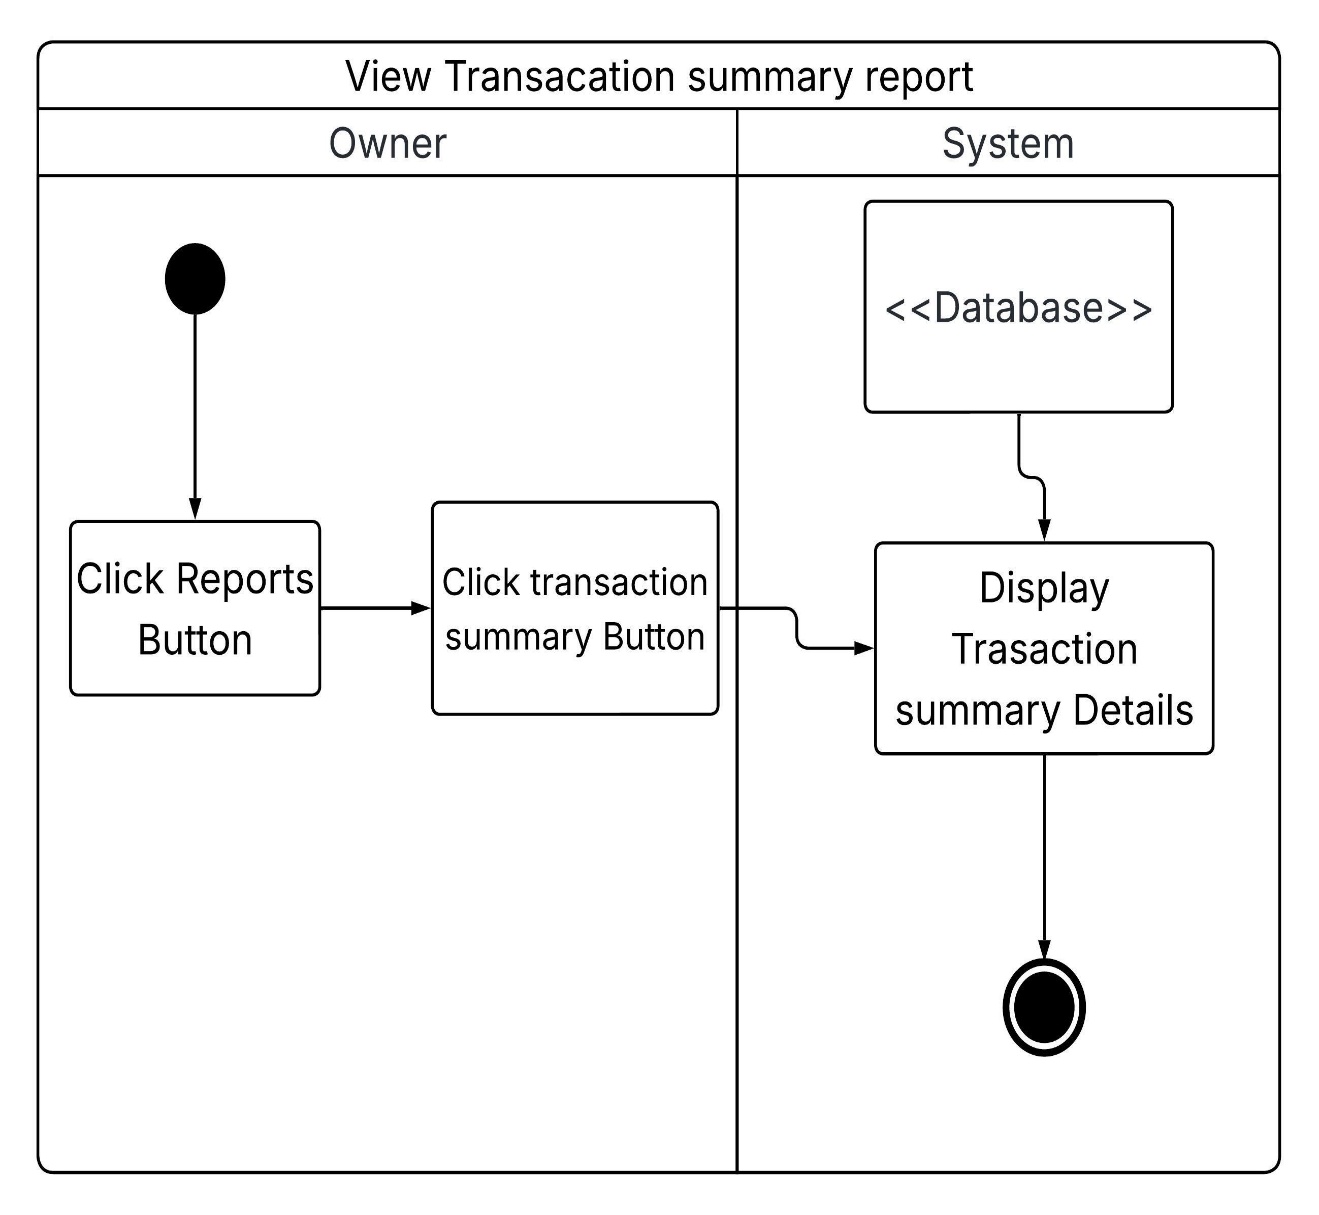 View Transacation summary report
Owner
System
<<Database>>
Click Reports
Button
Click transaction
summary Button
Display
Trasaction
summary Details